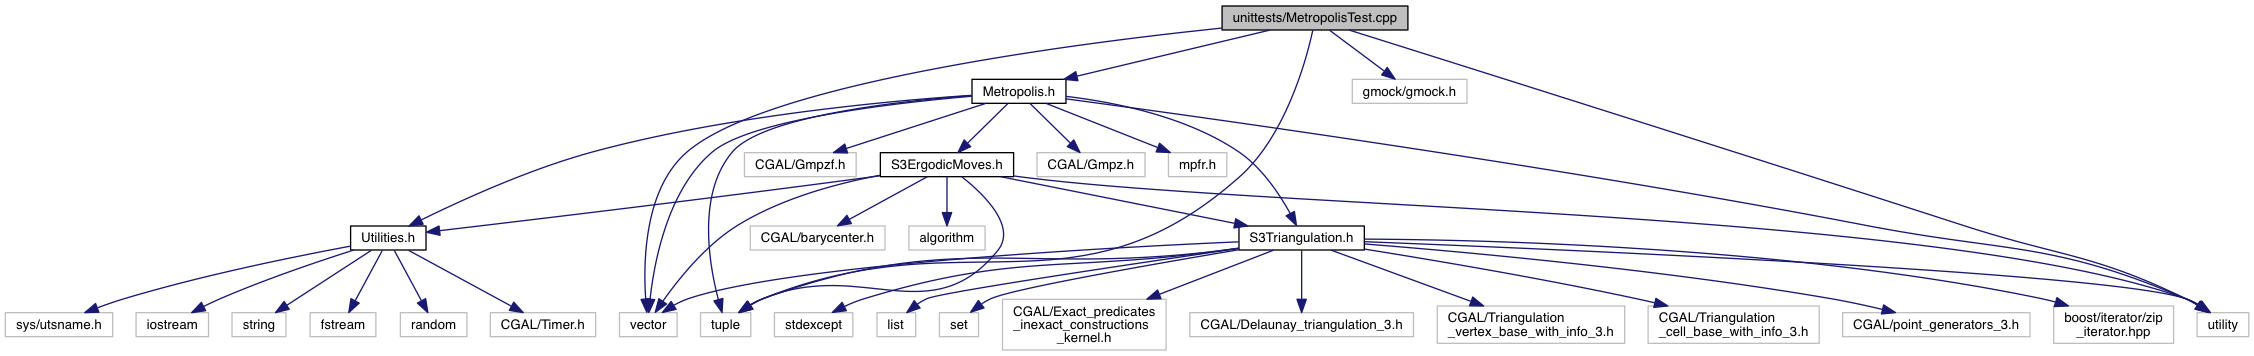 unittests/MetropolisTest.cpp
Metropolis.h
gmock/gmock.h
CGAL/Gmpzf.h
S3ErgodicMoves.h
CGAL/Gmpz.h
mpfr.h
Utilities.h
CGAL/barycenter.h
algorithm
S3Triangulation.h
sys/utsname.h
iostream
string
fstream
random
CGAL/Timer.h
vector
tuple
stdexcept
list
set
CGAL/Exact_predicates
_inexact_constructions
_kernel.h
CGAL/Delaunay_triangulation_3.h
CGAL/Triangulation
_vertex_base_with_info_3.h
CGAL/Triangulation
_cell_base_with_info_3.h
CGAL/point_generators_3.h
boost/iterator/zip
_iterator.hpp
utility